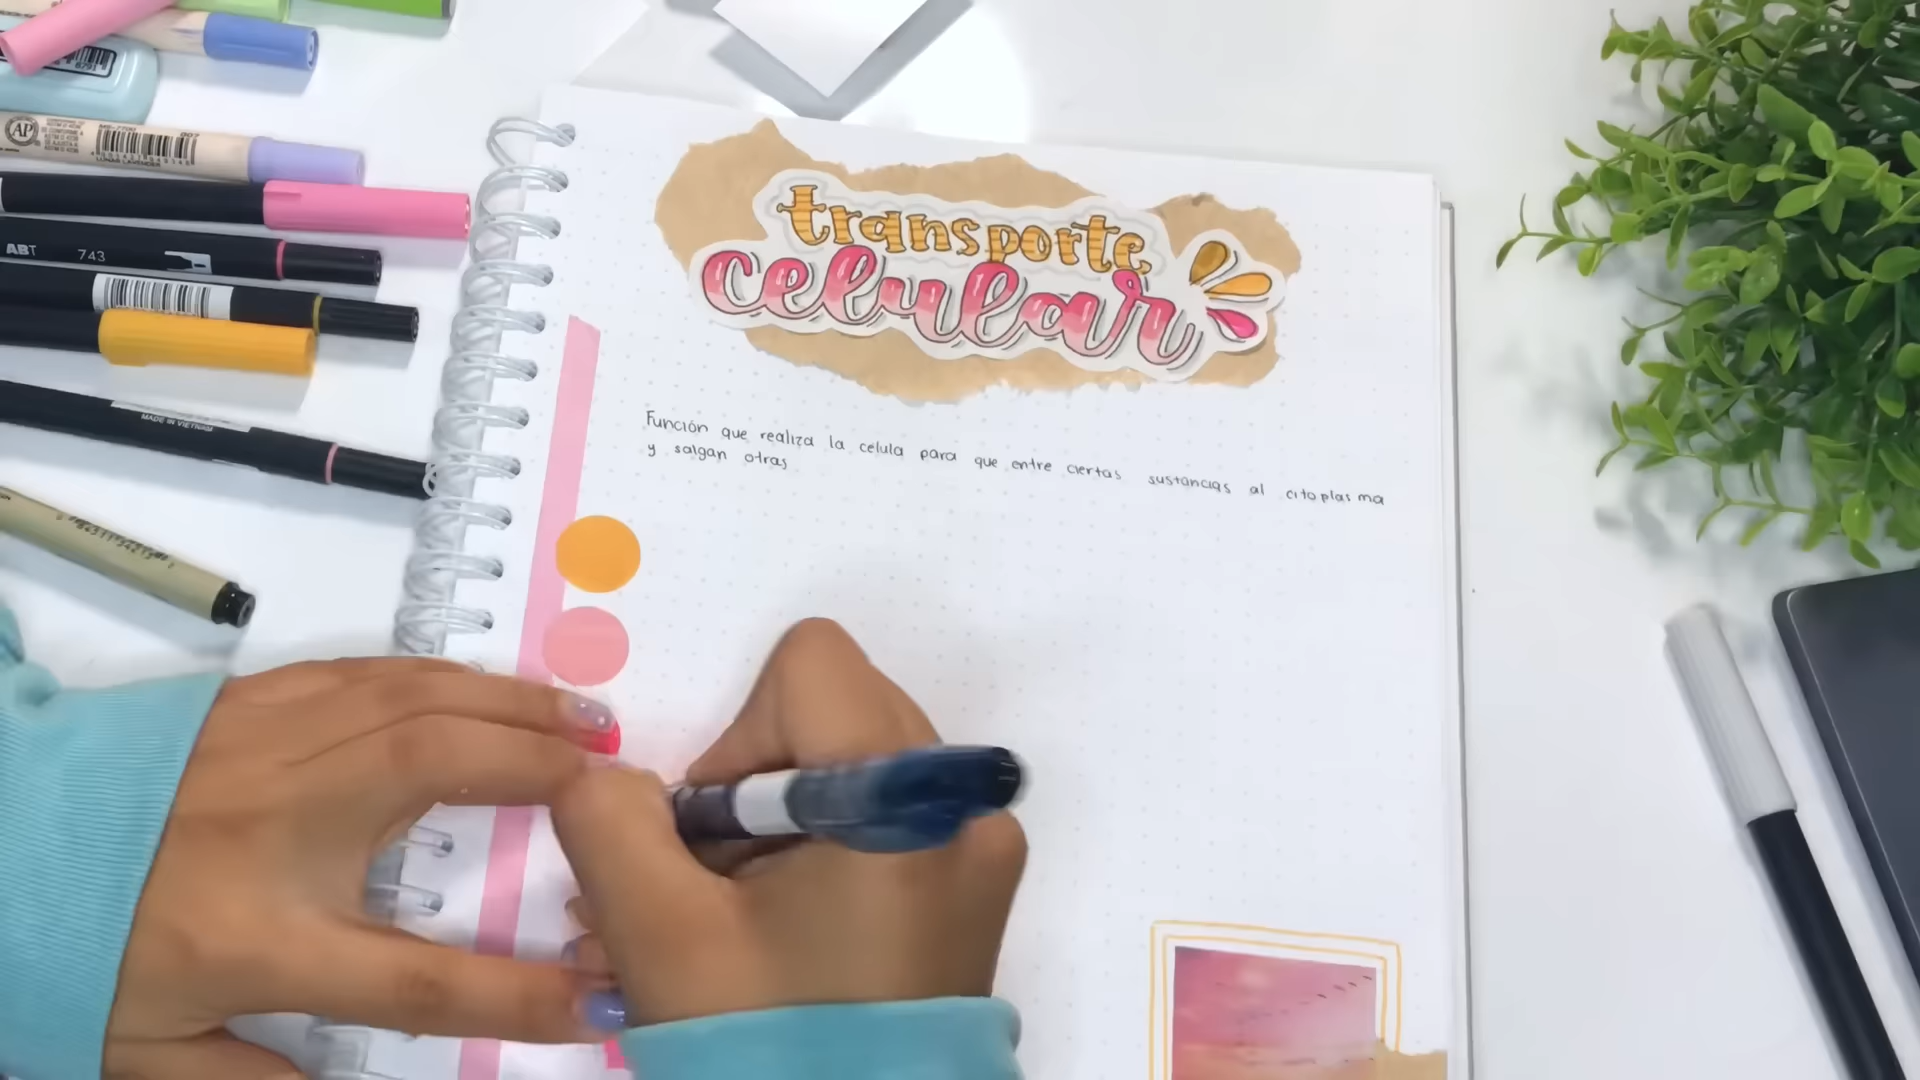 transporte
celular
Función que realiza la celula para que entre ciertas sustancias al citoplasma
y salgan otras
AP
ABT 743
MADE IN VIETNAM